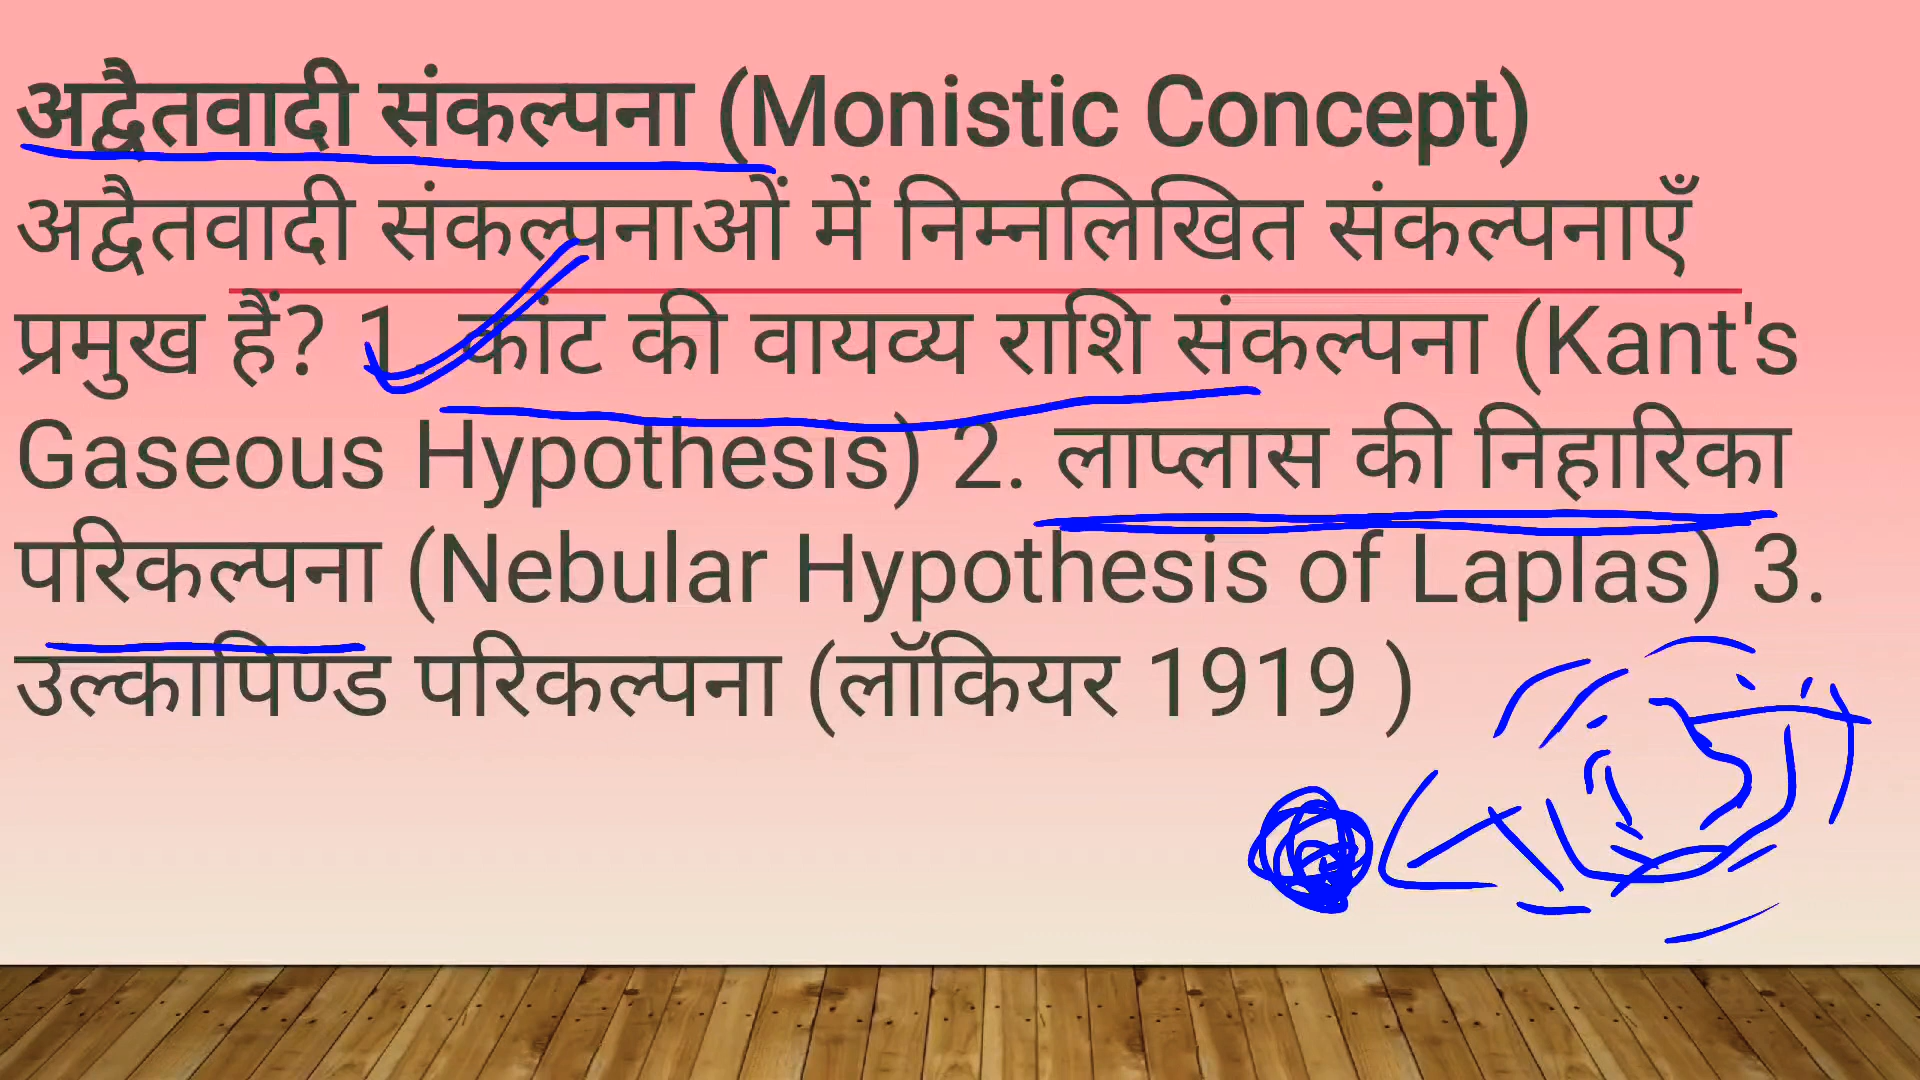 अद्वैतवादी संकल्पना (Monistic Concept)
अद्वैतवादी संकल्पनाओं में निम्नलिखित संकल्पनाएँ
प्रमुख हैं? 1. कांट की वायव्य राशि संकल्पना (Kant's
Gaseous Hypothesis) 2. लाप्लास की निहारिका
परिकल्पना (Nebular Hypothesis of Laplas) 3.
उल्कापिण्ड परिकल्पना (लॉकियर 1919 )